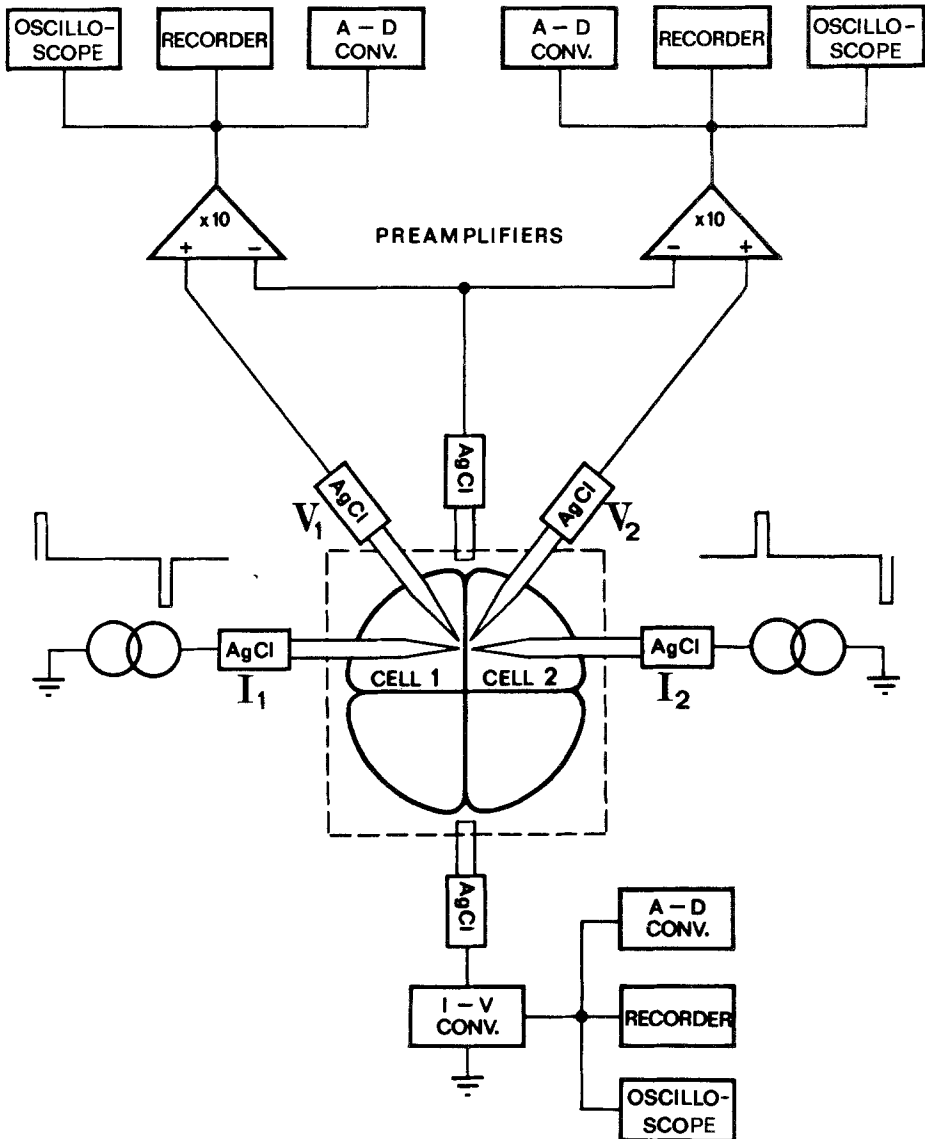 OSCILLO-
SCOPE
RECORDER
A – D
CONV.
A – D
CONV.
RECORDER
OSCILLO-
SCOPE
x10
+ –
PREAMPLIFIERS
x10
– +
AgCl
AgCl
V1
AgCl
V2
AgCl
I1
CELL 1
CELL 2
AgCl
I2
AgCl
I – V
CONV.
A – D
CONV.
RECORDER
OSCILLO-
SCOPE